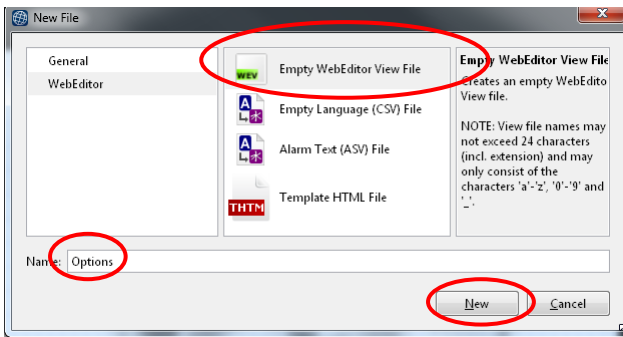 New File
General
WebEditor
WEV
Empty WebEditor View File
Empty Language (CSV) File
Alarm Text (ASV) File
THTM
Template HTML File
Empty WebEditor View File
Creates an empty WebEdito
View file.
NOTE: View file names may
not exceed 24 characters
(incl. extension) and may
only consist of the
characters 'a'-'z', '0'-'9' and
'_'.
Name: Options
New
Cancel